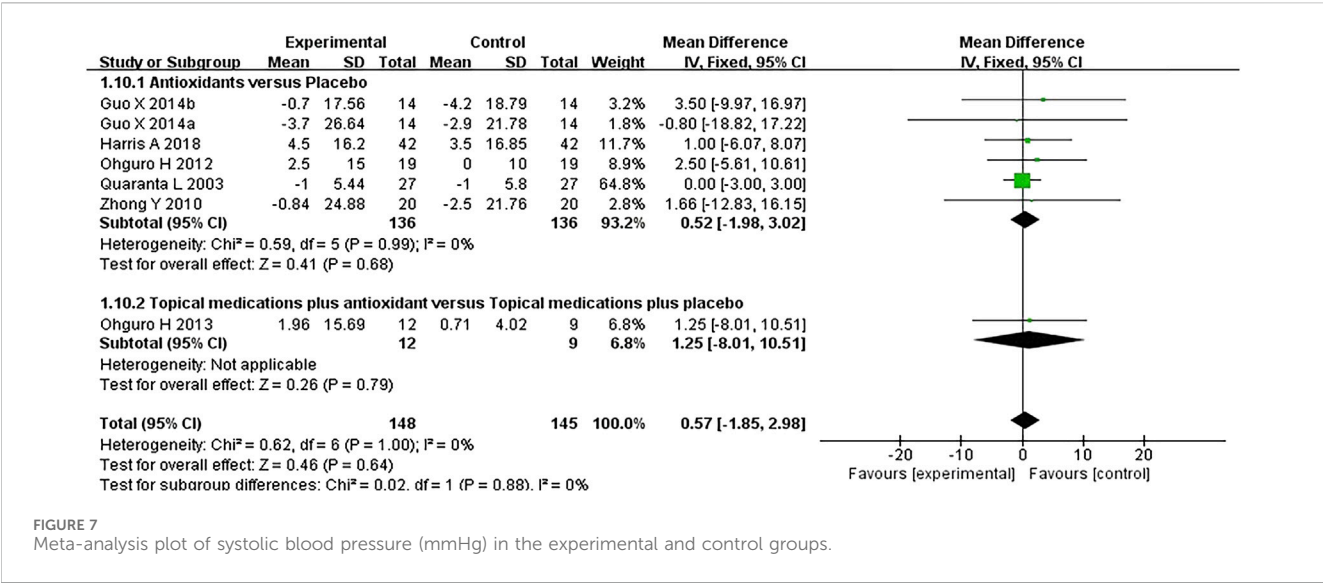 Experimental Control Mean Difference Mean Difference
Study or Subgroup Mean SD Total Mean SD Total Weight IV, Fixed, 95% CI IV, Fixed, 95% CI
1.10.1 Antioxidants versus Placebo
Guo X 2014b -0.7 17.56 14 -4.2 18.79 14 3.2% 3.50 [-9.97, 16.97]
Guo X 2014a -3.7 26.64 14 -2.9 21.78 14 1.8% -0.80 [-18.82, 17.22]
Harris A 2018 4.5 16.2 42 3.5 16.85 42 11.7% 1.00 [-6.07, 8.07]
Ohguro H 2012 2.5 15 19 0 10 19 8.9% 2.50 [-5.61, 10.61]
Quaranta L 2003 -1 5.44 27 -1 5.8 27 64.8% 0.00 [-3.00, 3.00]
Zhong Y 2010 -0.84 24.88 20 -2.5 21.76 20 2.8% 1.66 [-12.83, 16.15]
Subtotal (95% CI) 136 136 93.2% 0.52 [-1.98, 3.02]
Heterogeneity: Chi² = 0.59, df = 5 (P = 0.99); I² = 0%
Test for overall effect: Z = 0.41 (P = 0.68)
1.10.2 Topical medications plus antioxidant versus Topical medications plus placebo
Ohguro H 2013 1.96 15.69 12 0.71 4.02 9 6.8% 1.25 [-8.01, 10.51]
Subtotal (95% CI) 12 9 6.8% 1.25 [-8.01, 10.51]
Heterogeneity: Not applicable
Test for overall effect: Z = 0.26 (P = 0.79)
Total (95% CI) 148 145 100.0% 0.57 [-1.85, 2.98]
Heterogeneity: Chi² = 0.62, df = 6 (P = 1.00); I² = 0%
Test for overall effect: Z = 0.46 (P = 0.64)
Test for subgroup differences: Chi² = 0.02, df = 1 (P = 0.88), I² = 0%
-20 -10 0 10 20
Favours [experimental] Favours [control]
FIGURE 7
Meta-analysis plot of systolic blood pressure (mmHg) in the experimental and control groups.